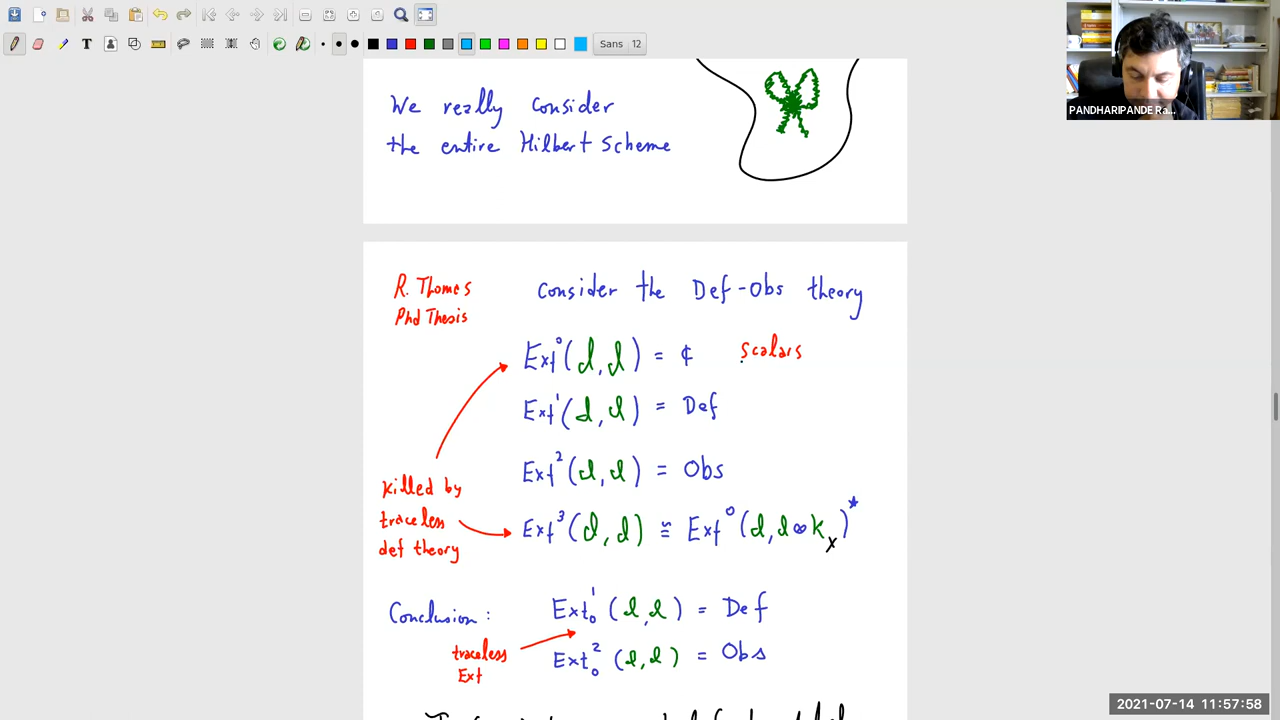 Sans 12
PANDHARIPANDE Ra...
We really consider
the entire Hilbert scheme
R. Thomas
Phd Thesis
consider the Def-Obs theory
Ext⁰(I, I) = ℂ scalars
Ext¹(I, I) = Def
Ext²(I, I) = Obs
killed by
traceless
def theory
Ext³(I, I) ≅ Ext⁰(I, I⊗K_X)*
Conclusion:
Ext₀¹(I, I) = Def
traceless
Ext
Ext₀²(I, I) = Obs
2021-07-14 11:57:58